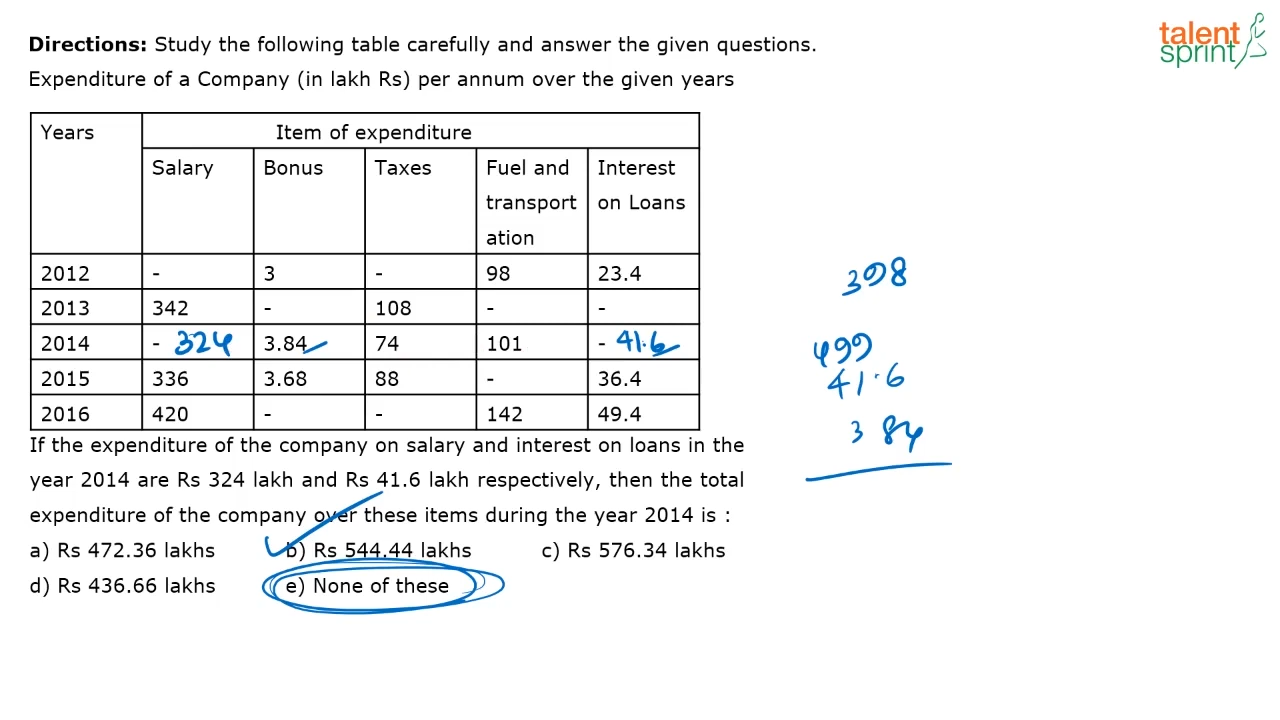 talent
sprint
Directions: Study the following table carefully and answer the given questions.
Expenditure of a Company (in lakh Rs) per annum over the given years
Years Item of expenditure
Salary Bonus Taxes Fuel and Interest
transport on Loans
ation
2012 - 3 - 98 23.4
2013 342 - 108 - -
2014 - 324 3.84 74 101 - 41.6
2015 336 3.68 88 - 36.4
2016 420 - - 142 49.4
398
499
41.6
3 84
If the expenditure of the company on salary and interest on loans in the
year 2014 are Rs 324 lakh and Rs 41.6 lakh respectively, then the total
expenditure of the company over these items during the year 2014 is :
a) Rs 472.36 lakhs b) Rs 544.44 lakhs c) Rs 576.34 lakhs
d) Rs 436.66 lakhs e) None of these